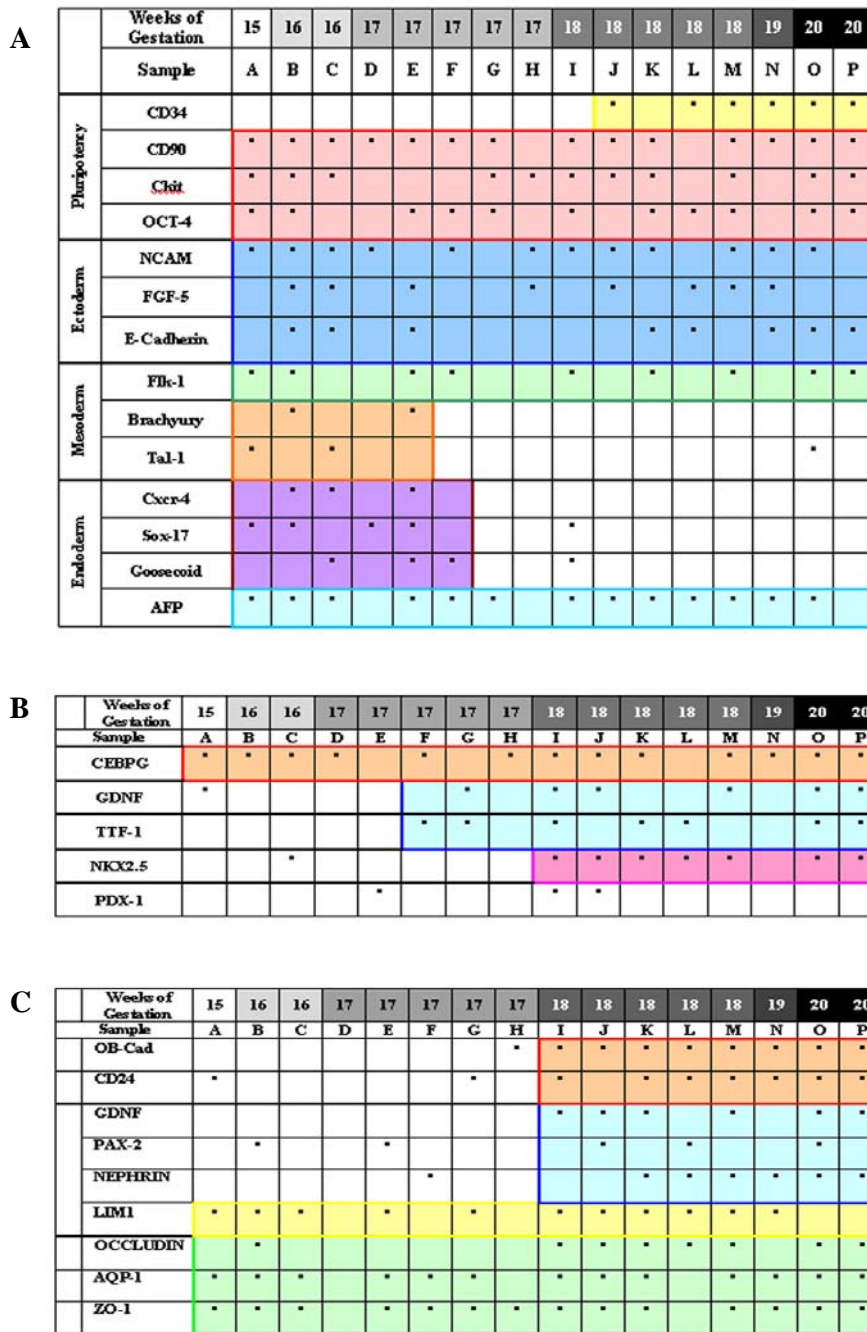 A
Weeks of Gestation 15 16 16 17 17 17 17 17 18 18 18 18 18 19 20 20
Sample A B C D E F G H I J K L M N O P
Pluripotency
CD34
CD90
Ckit
OCT-4
Ectoderm
NCAM
FGF-5
E-Cadherin
Mesoderm
Flk-1
Brachyury
Tal-1
Endoderm
Cxcr-4
Sox-17
Goosecoid
AFP
B
Weeks of Gestation 15 16 16 17 17 17 17 17 18 18 18 18 18 19 20 20
Sample A B C D E F G H I J K L M N O P
CEBPG
GDNF
TTF-1
NKX2.5
PDX-1
C
Weeks of Gestation 15 16 16 17 17 17 17 17 18 18 18 18 18 19 20 20
Sample A B C D E F G H I J K L M N O P
OB-Cad
CD24
GDNF
PAX-2
NEPHRIN
LIM1
OCCLUDIN
AQP-1
ZO-1